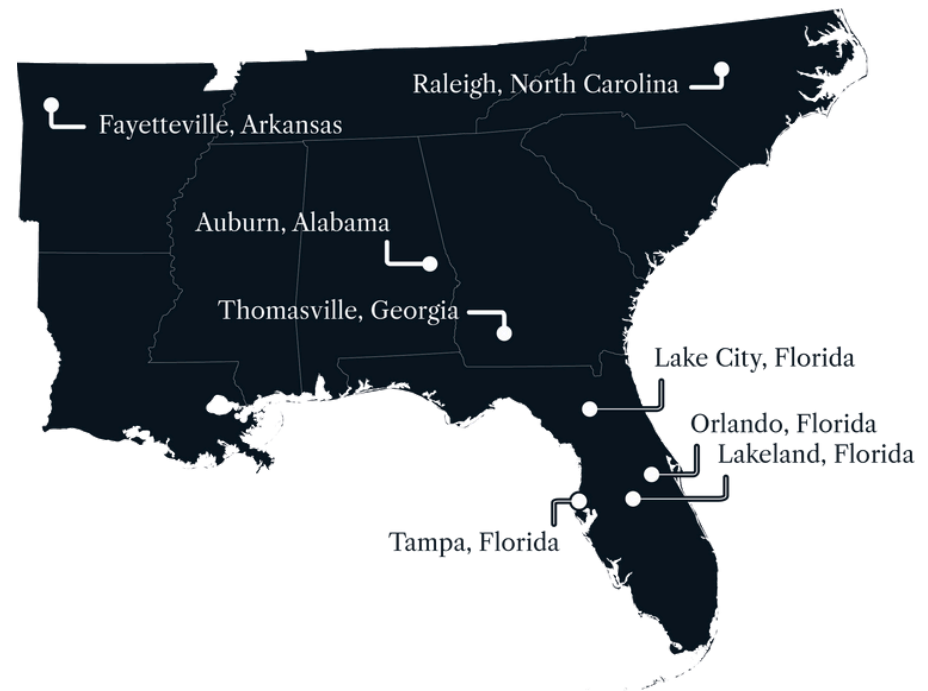 Raleigh, North Carolina
Fayetteville, Arkansas
Auburn, Alabama
Thomasville, Georgia
Lake City, Florida
Orlando, Florida
Lakeland, Florida
Tampa, Florida